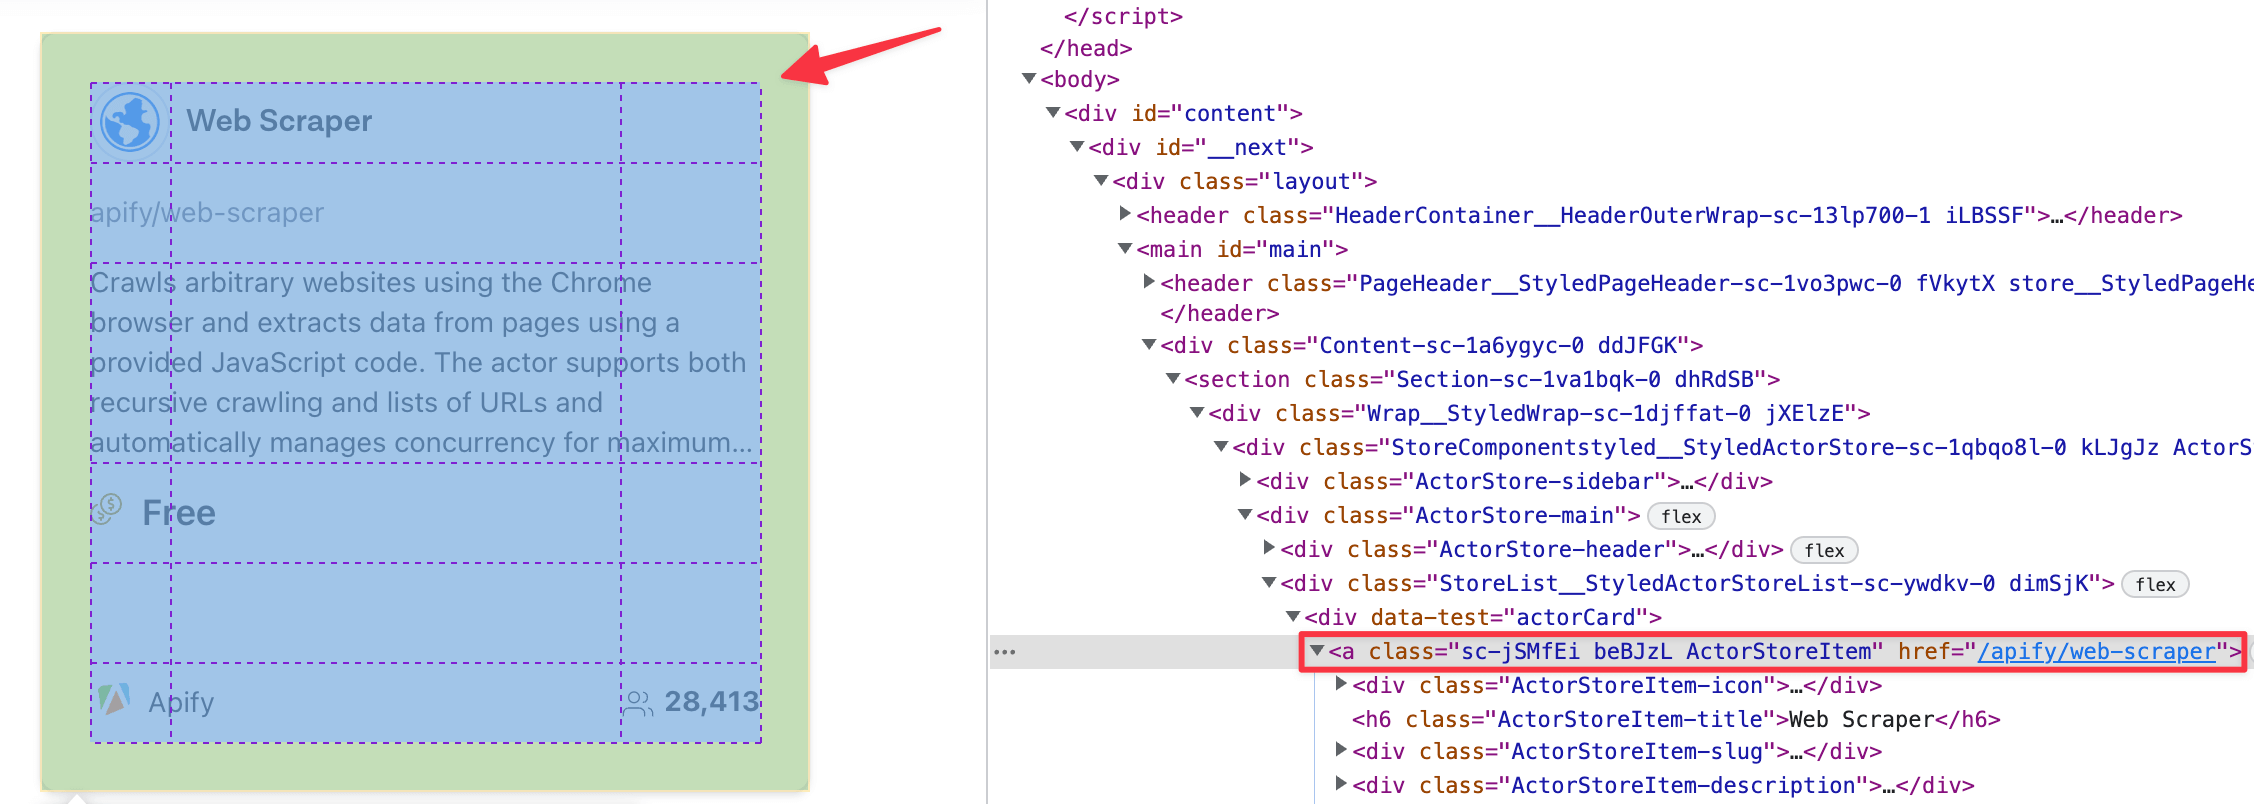 Web Scraper
apify/web-scraper
Crawls arbitrary websites using the Chrome
browser and extracts data from pages using a
provided JavaScript code. The actor supports both
recursive crawling and lists of URLs and
automatically manages concurrency for maximum...
Free
Apify 28,413
</script>
</head>
<body>
<div id="content">
<div id="__next">
<div class="layout">
<header class="HeaderContainer__HeaderOuterWrap-sc-13lp700-1 iLBSSF">…</header>
<main id="main">
<header class="PageHeader__StyledPageHeader-sc-1vo3pwc-0 fVkytX store__StyledPageHe
</header>
<div class="Content-sc-1a6ygyc-0 ddJFGK">
<section class="Section-sc-1va1bqk-0 dhRdSB">
<div class="Wrap__StyledWrap-sc-1djffat-0 jXElzE">
<div class="StoreComponentstyled__StyledActorStore-sc-1qbqo8l-0 kLJgJz ActorS
<div class="ActorStore-sidebar">…</div>
<div class="ActorStore-main"> flex
<div class="ActorStore-header">…</div> flex
<div class="StoreList__StyledActorStoreList-sc-ywdkv-0 dimSjK"> flex
<div data-test="actorCard">
<a class="sc-jSMfEi beBJzL ActorStoreItem" href="/apify/web-scraper">
<div class="ActorStoreItem-icon">…</div>
<h6 class="ActorStoreItem-title">Web Scraper</h6>
<div class="ActorStoreItem-slug">…</div>
<div class="ActorStoreItem-description">…</div>